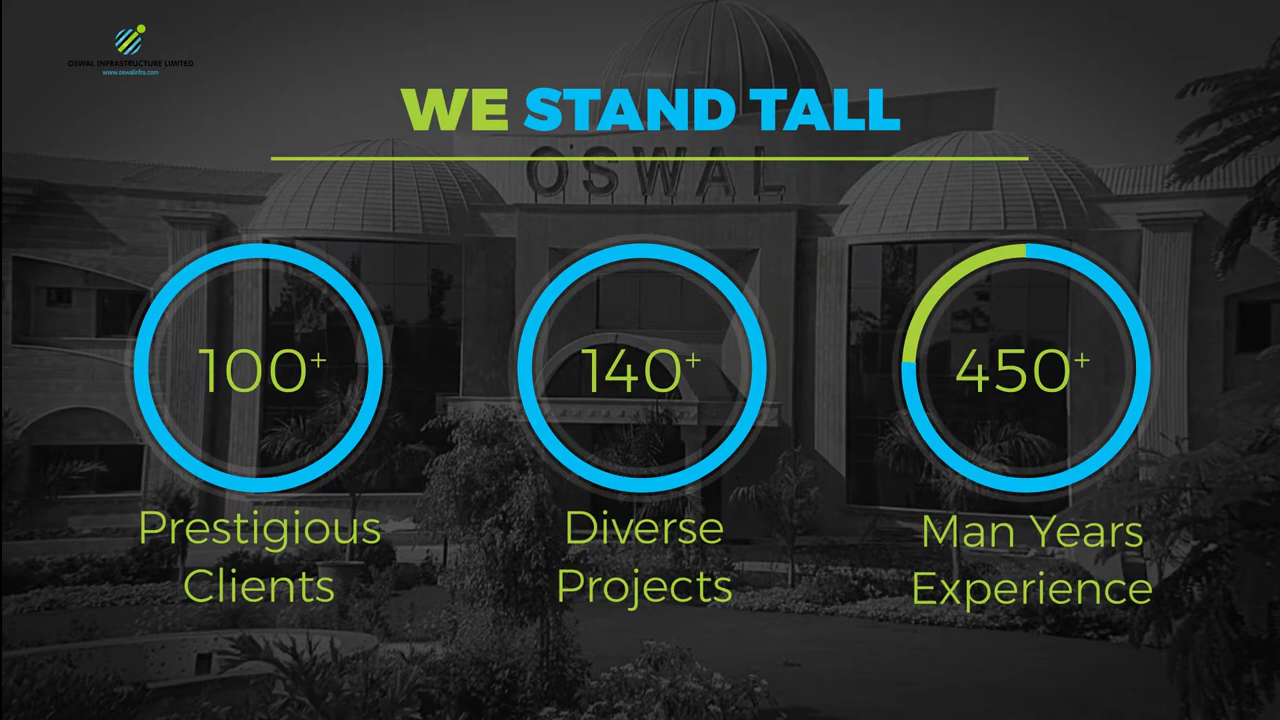 OSWAL INFRASTRUCTURE LIMITED
www.oswalinfra.com
WE STAND TALL
OSWAL
100+
140+
450+
Prestigious
Clients
Diverse
Projects
Man Years
Experience